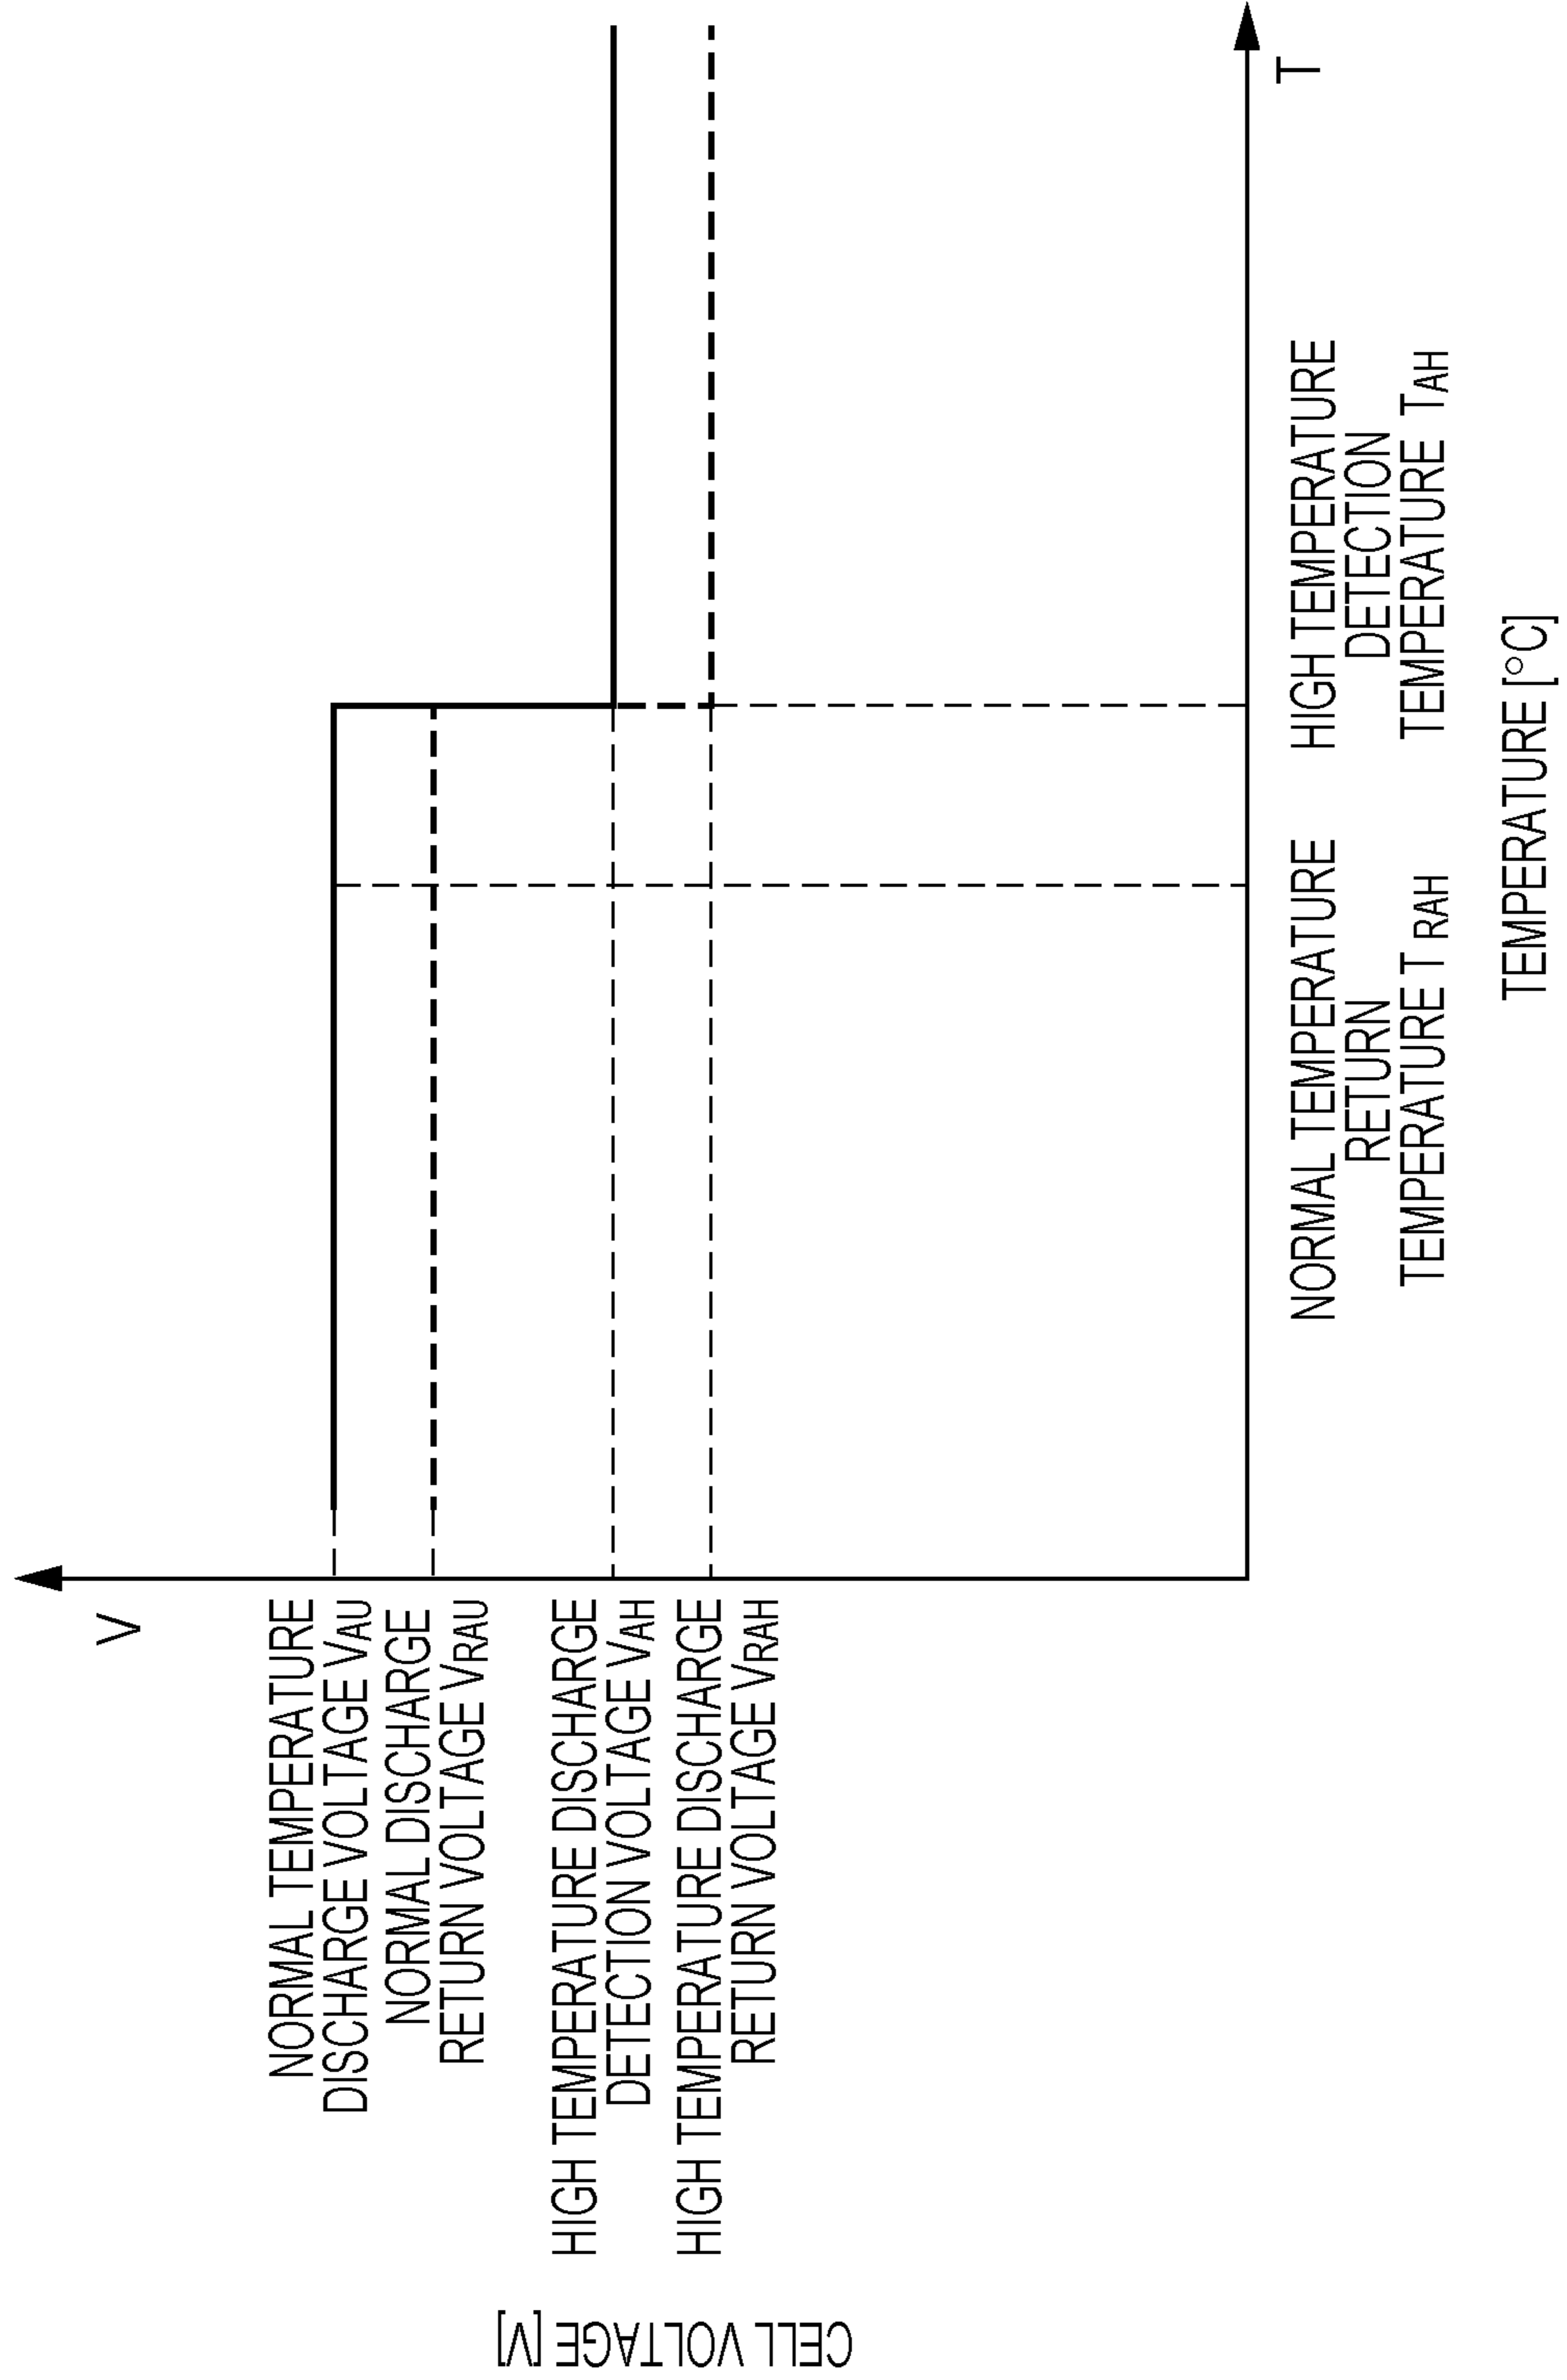 V
NORMAL TEMPERATURE
DISCHARGE VOLTAGE VAU
NORMAL DISCHARGE
RETURN VOLTAGE VRAU
HIGH TEMPERATURE DISCHARGE
DETECTION VOLTAGE VAH
HIGH TEMPERATURE DISCHARGE
RETURN VOLTAGE VRAH
CELL VOLTAGE [V]
T
NORMAL TEMPERATURE
RETURN
TEMPERATURE T RAH
HIGH TEMPERATURE
DETECTION
TEMPERATURE TAH
TEMPERATURE [°C]